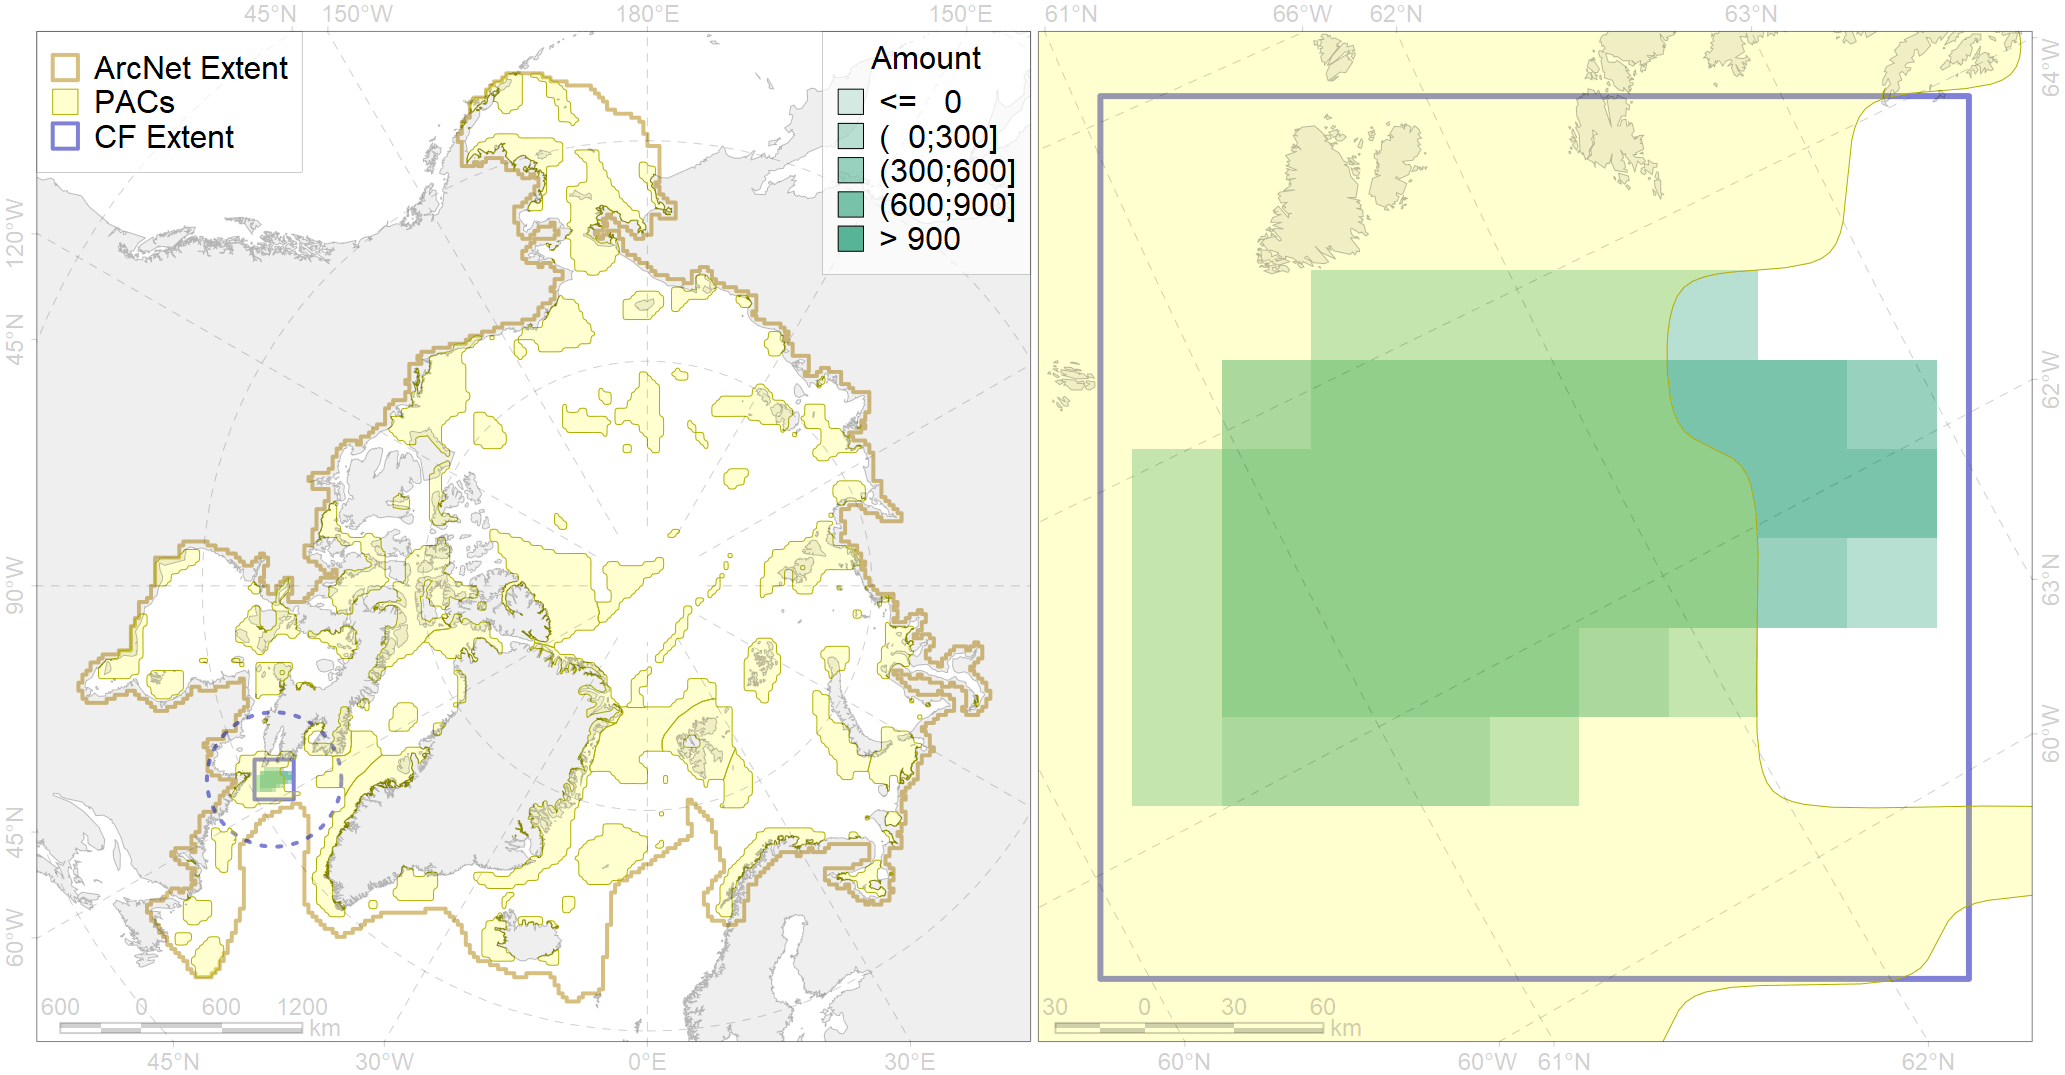 45°N 150°W 180°E 150°E 61°N 66°W 62°N 63°N
ArcNet Extent
PACs
CF Extent
Amount
<= 0
( 0;300]
(300;600]
(600;900]
> 900
120°W
45°N
90°W
45°N
60°W
64°W
62°W
63°N
60°W
600 0 600 1200
km
30 0 30 60
km
45°N 30°W 0°E 30°E 60°N 60°W 61°N 62°N